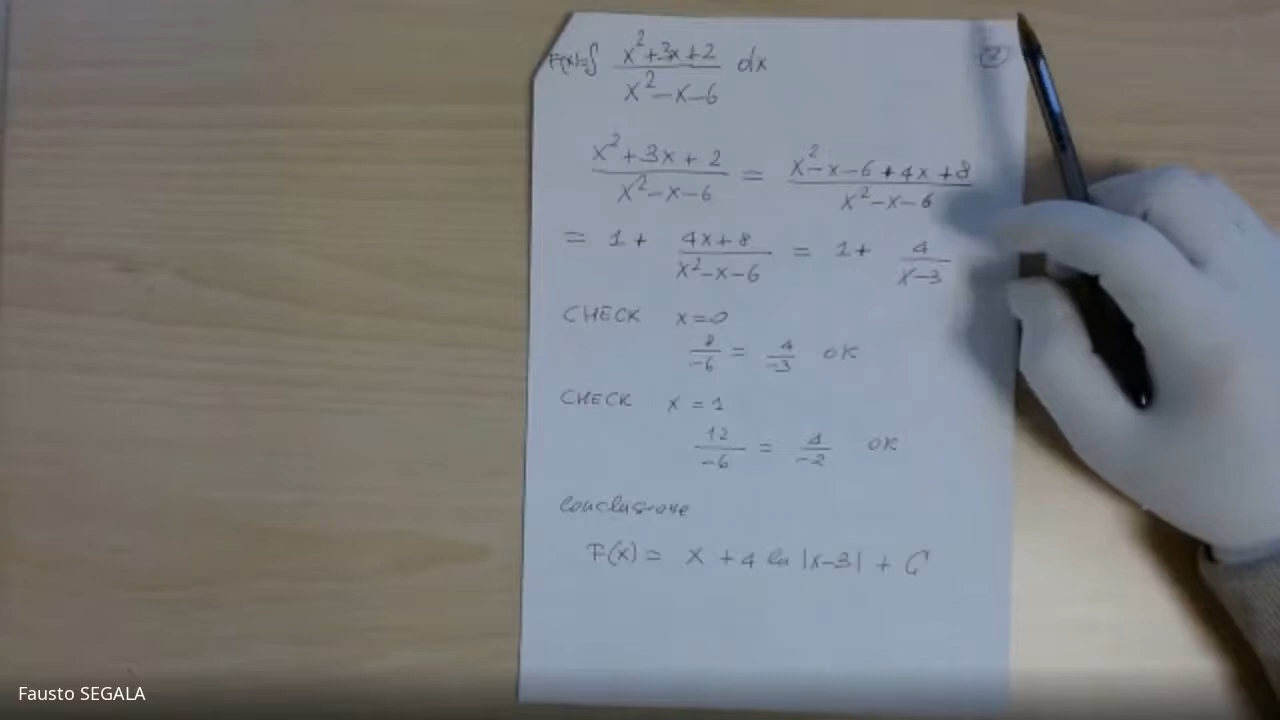 F(x)=∫ (x²+3x+2)/(x²-x-6) dx
2
(x²+3x+2)/(x²-x-6) = (x²-x-6+4x+8)/(x²-x-6)
= 1+ (4x+8)/(x²-x-6) = 1+ 4/(x-3)
CHECK x=0
8/-6 = 4/-3 OK
CHECK x=1
12/-6 = 4/-2 OK
Conclusione
F(x) = x + 4 ln |x-3| + C
Fausto SEGALA